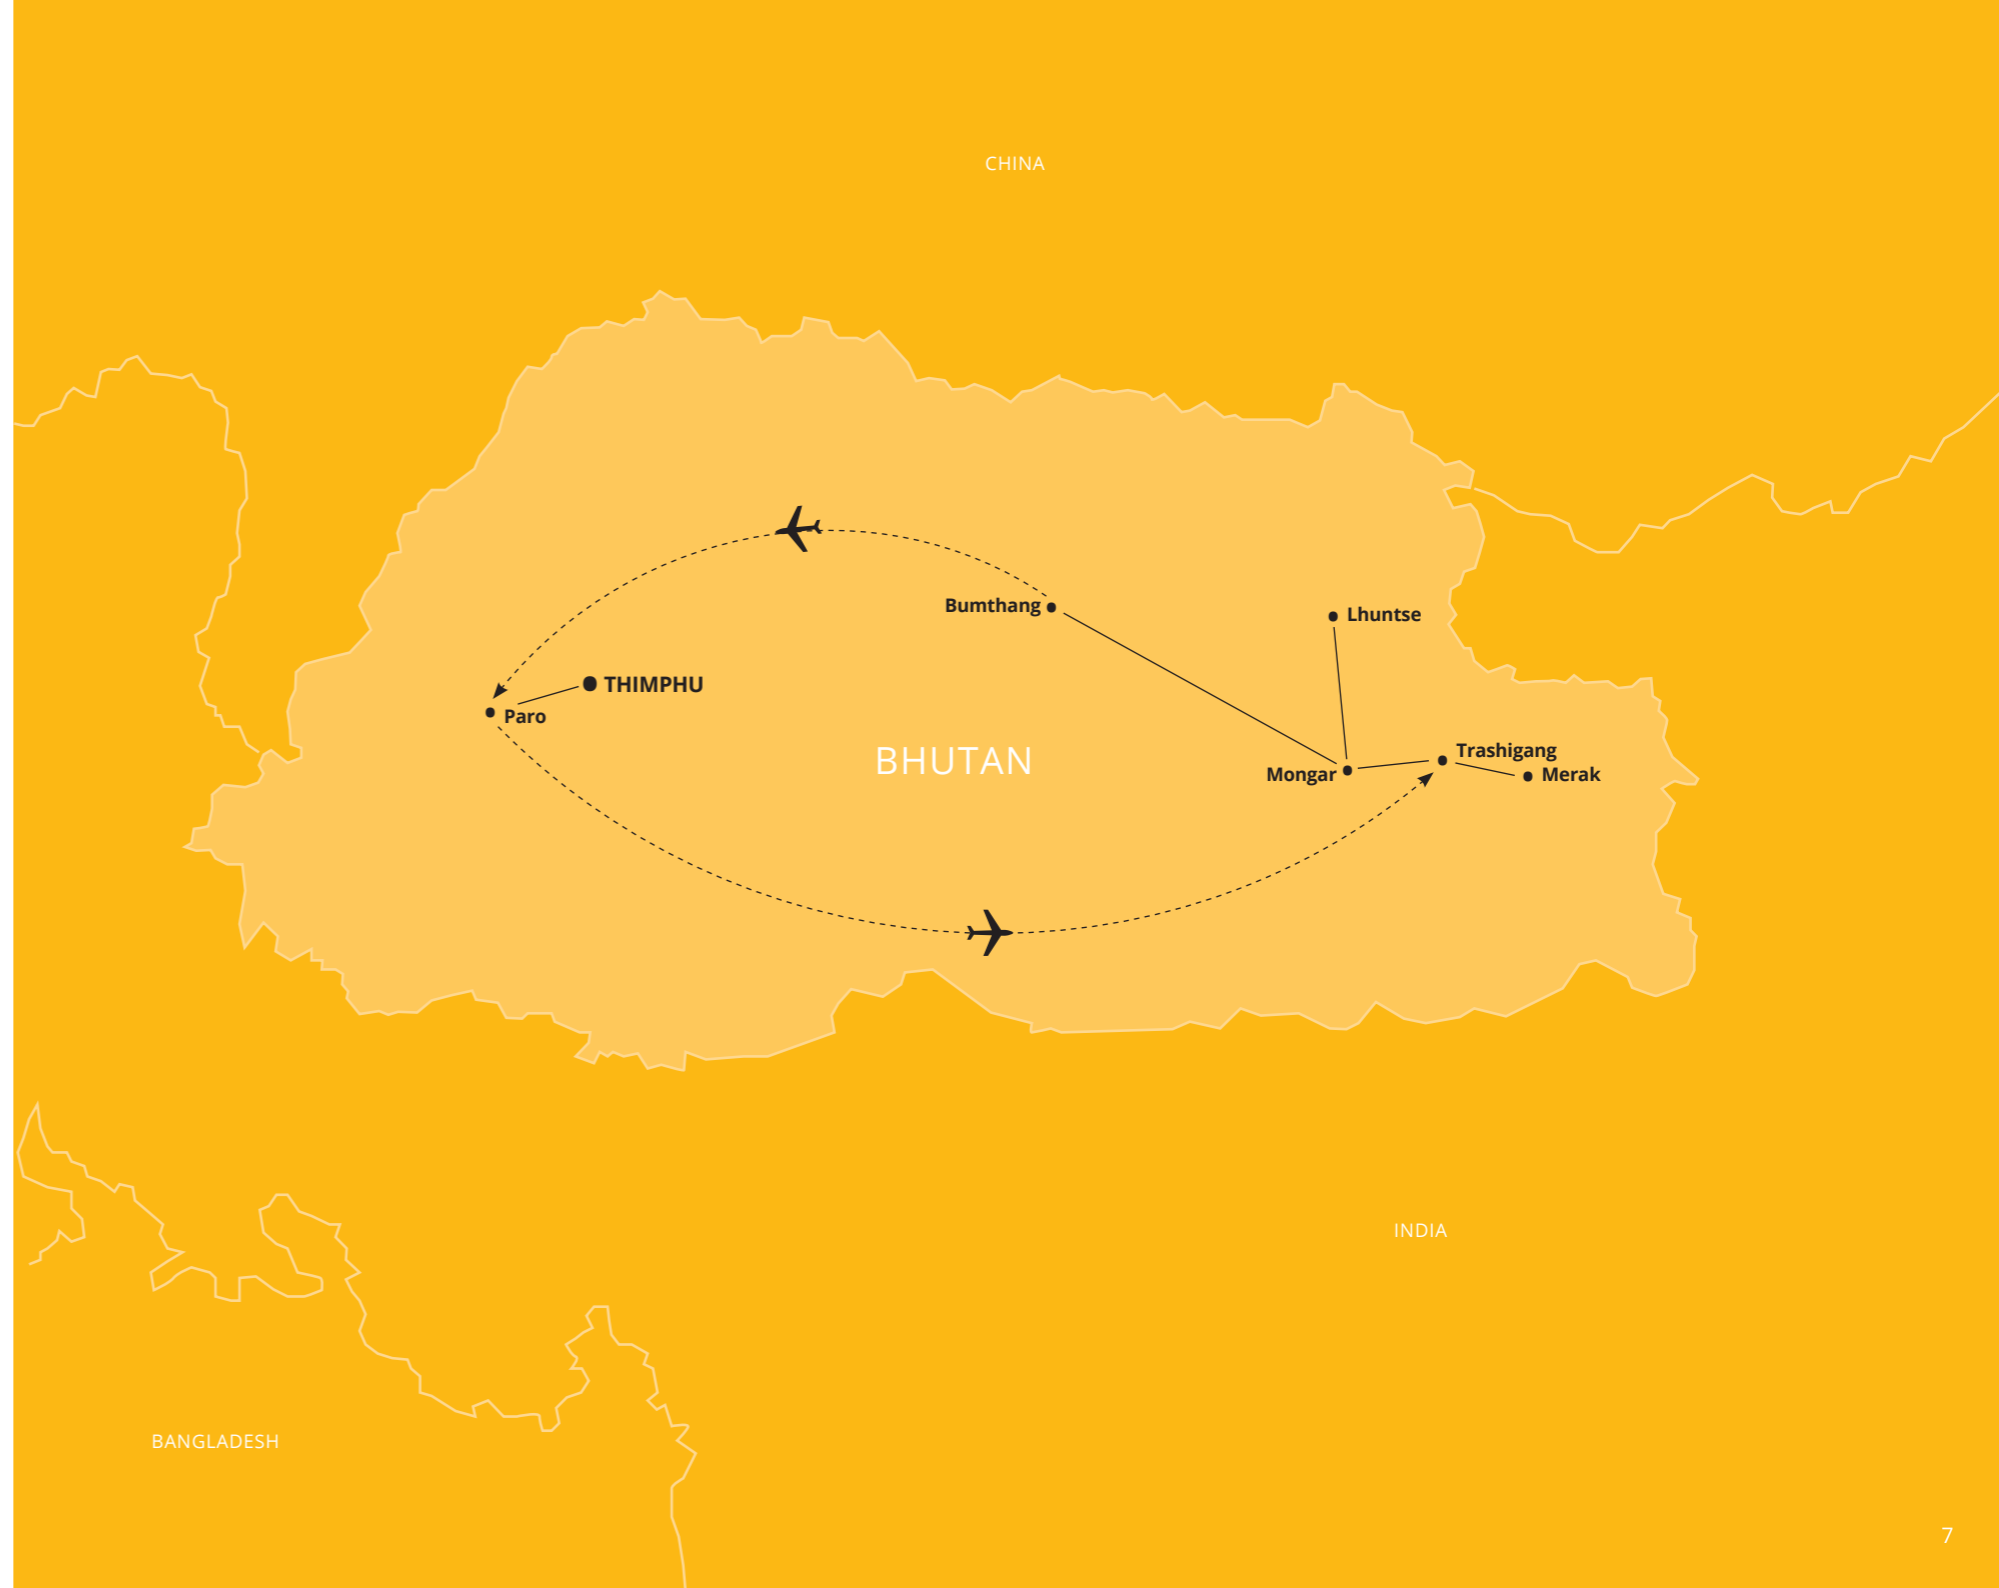 CHINA
Bumthang
Lhuntse
THIMPHU
Paro
BHUTAN
Trashigang
Mongar
Merak
INDIA
BANGLADESH
7